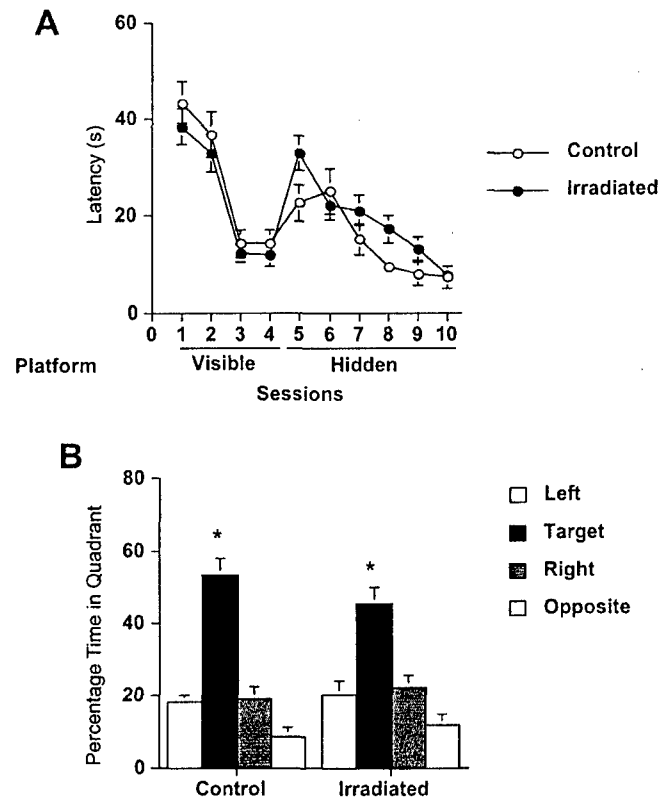 A
60
40
20
0
Latency (s)
Control
Irradiated
0 1 2 3 4 5 6 7 8 9 10
Platform
Visible
Hidden
Sessions
B
80
60
40
20
0
Percentage Time in Quadrant
*
*
Left
Target
Right
Opposite
Control
Irradiated